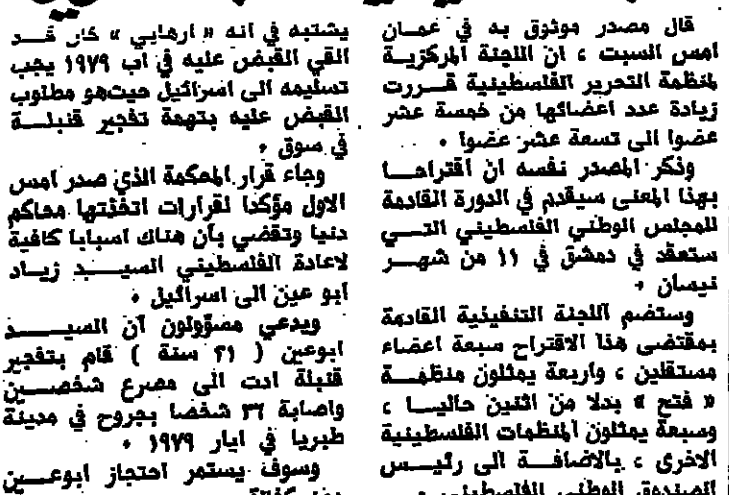 قال مصدر موثوق به في عمان
امس السبت ، ان اللجنة المركزية
لمنظمة التحرير الفلسطينية قررت
زيادة عدد اعضائها من خمسة عشر
عضوا الى تسعة عشر عضوا .
وذكر المصدر نفسه ان اقتراحا
بهذا المعنى سيقدم في الدورة القادمة
للمجلس الوطني الفلسطيني التي
ستعقد في دمشق في ١١ من شهر
نيسان .
وستضم اللجنة التنفيذية القادمة
بمقتضى هذا الاقتراح سبعة اعضاء
مستقلين ، واربعة يمثلون منظمة
« فتح » بدلا من اثنين حاليا ،
وسبعة يمثلون المنظمات الفلسطينية
الاخرى ، بالاضافة الى رئيس
الصندوق الوطني الفلسطيني .
يشتبه في انه « ارهابي » كان قد
القي القبض عليه في اب ١٩٧٩ يجب
تسليمه الى اسرائيل حيث هو مطلوب
القبض عليه بتهمة تفجير قنبلة
في سوق .
وجاء قرار المحكمة الذي صدر امس
الاول مؤكدا لقرارات اتخذتها محاكم
دنيا وتقضي بأن هناك اسبابا كافية
لاعادة الفلسطيني السيد زياد
ابو عين الى اسرائيل .
ويدعي مسؤولون ان السيد
ابوعين ( ٢١ سنة ) قام بتفجير
قنبلة ادت الى مصرع شخصين
واصابة ٣٦ شخصا بجروح في مدينة
طبريا في ايار ١٩٧٩ .
وسوف يستمر احتجاز ابوعين